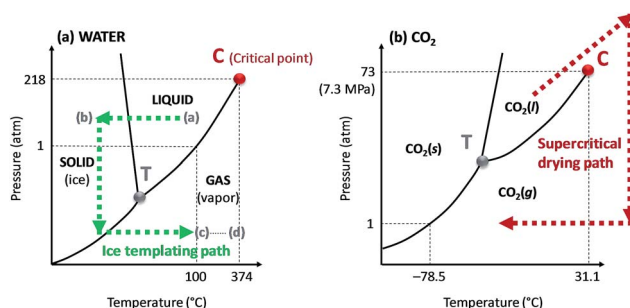 (a) WATER
C (Critical point)
218
LIQUID
(b)
(a)
1
SOLID
(ice)
T
GAS
(vapor)
(c)
(d)
Ice templating path
100
374
Pressure (atm)
Temperature (°C)
(b) CO₂
C
73
(7.3 MPa)
CO₂(l)
T
CO₂(s)
Supercritical
drying path
CO₂(g)
1
−78.5
31.1
Pressure (atm)
Temperature (°C)